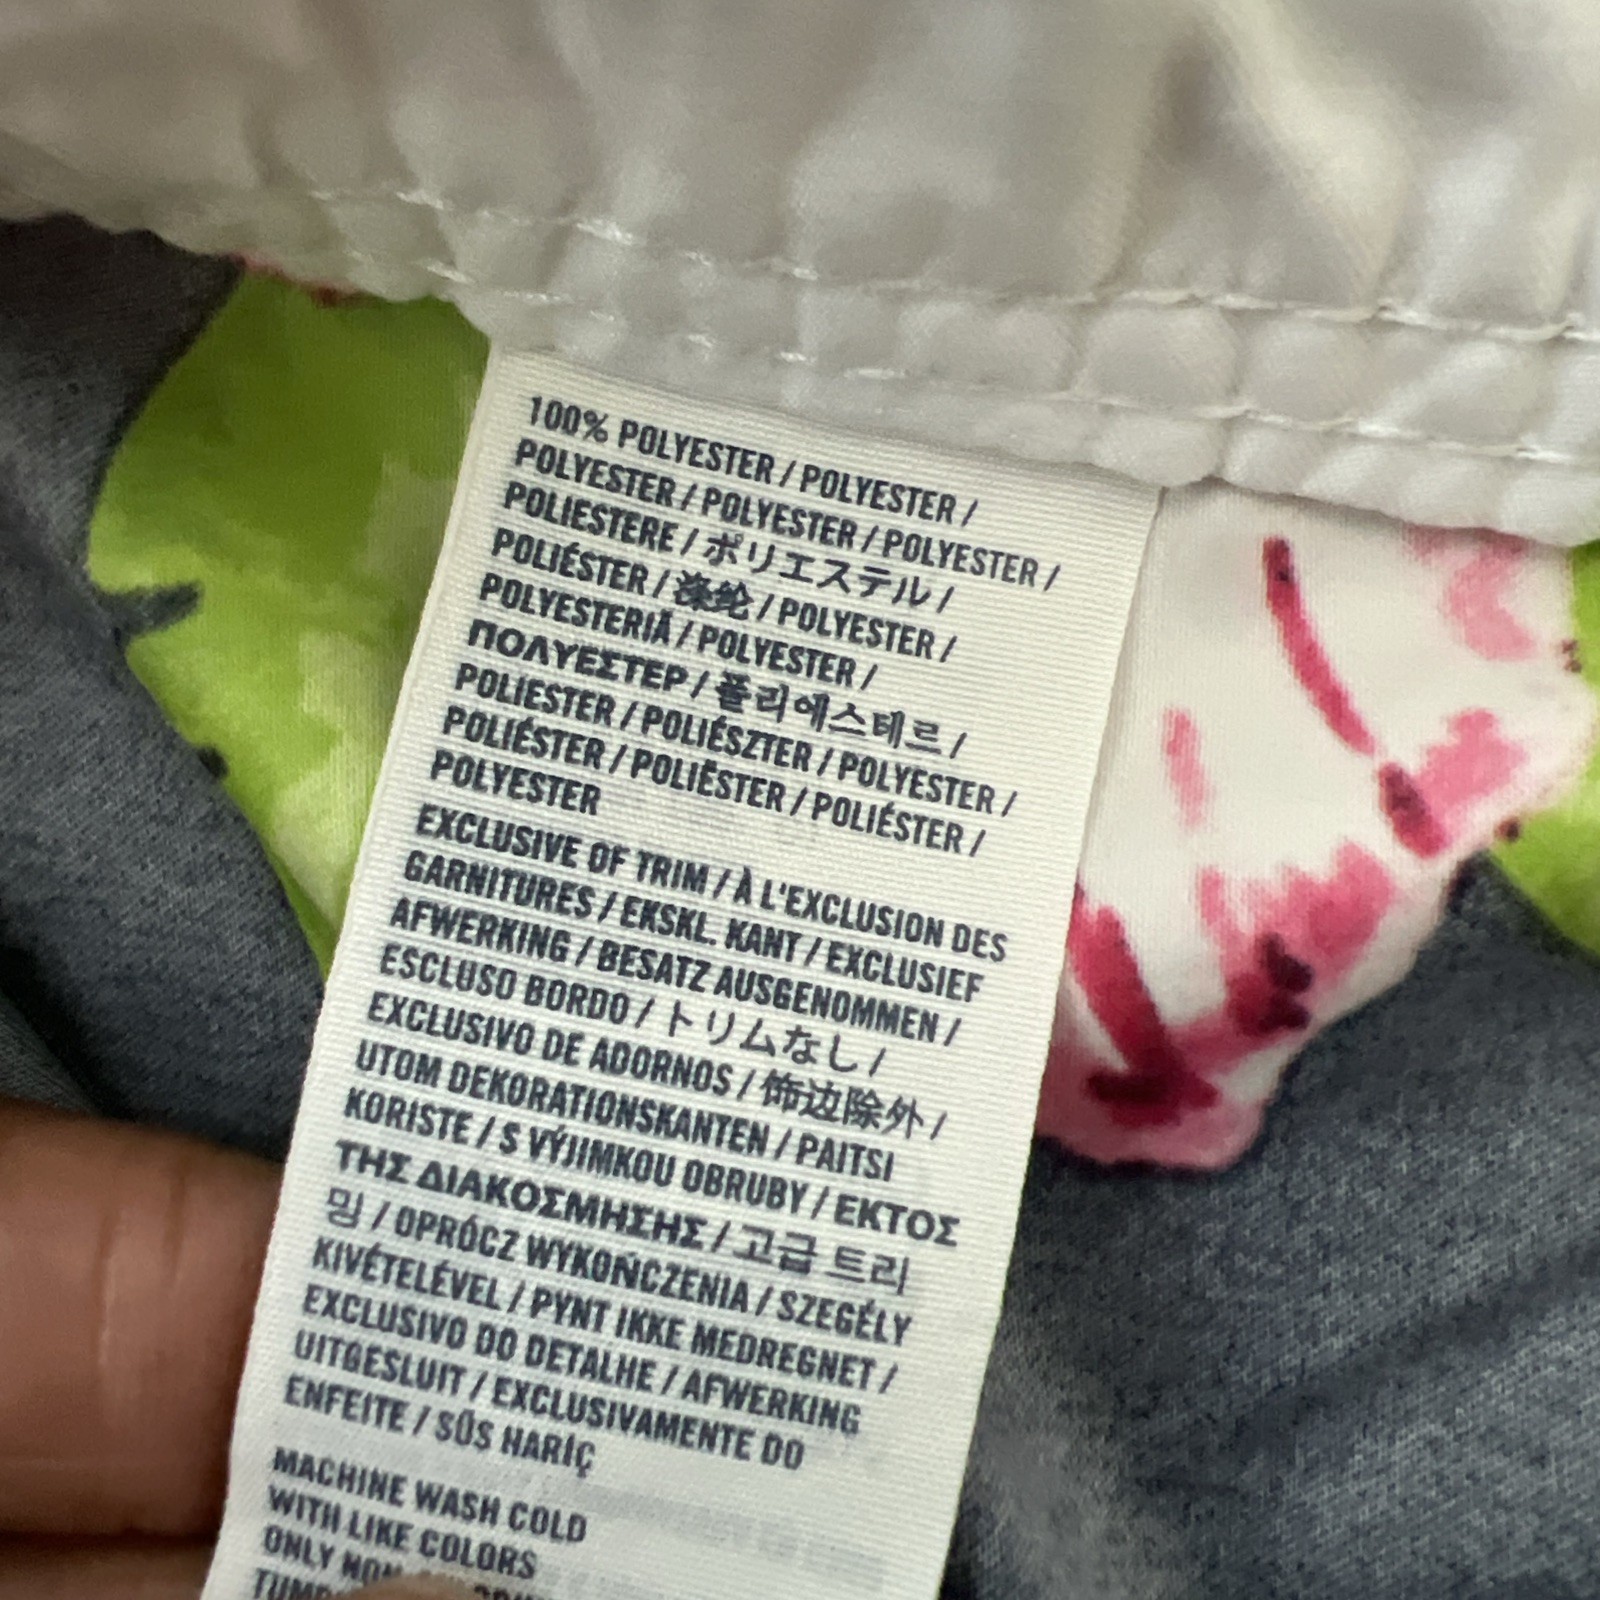 100% POLYESTER / POLYESTER /
POLYESTER / POLYESTER / POLYESTER /
POLIESTERE / ポリエステル /
POLIÉSTER / 涤纶 / POLYESTER /
POLYESTERIÄ / POLYESTER /
ΠΟΛΥΕΣΤΕΡ / 폴리에스테르 /
POLIESTER / POLIÉSZTER / POLYESTER /
POLIÉSTER / POLIĒSTER / POLIÉSTER /
POLYESTER
EXCLUSIVE OF TRIM / À L'EXCLUSION DES
GARNITURES / EKSKL. KANT / EXCLUSIEF
AFWERKING / BESATZ AUSGENOMMEN /
ESCLUSO BORDO / トリムなし /
EXCLUSIVO DE ADORNOS / 饰边除外 /
UTOM DEKORATIONSKANTEN / PAITSI
KORISTE / S VÝJIMKOU OBRUBY / ΕΚΤΟΣ
ΤΗΣ ΔΙΑΚΟΣΜΗΣΗΣ / 고급 트리
밍 / OPRÓCZ WYKOŃCZENIA / SZEGÉLY
KIVÉTELÉVEL / PYNT IKKE MEDREGNET /
EXCLUSIVO DO DETALHE / AFWERKING
UITGESLUIT / EXCLUSIVAMENTE DO
ENFEITE / SÜS HARİÇ
MACHINE WASH COLD
WITH LIKE COLORS
ONLY